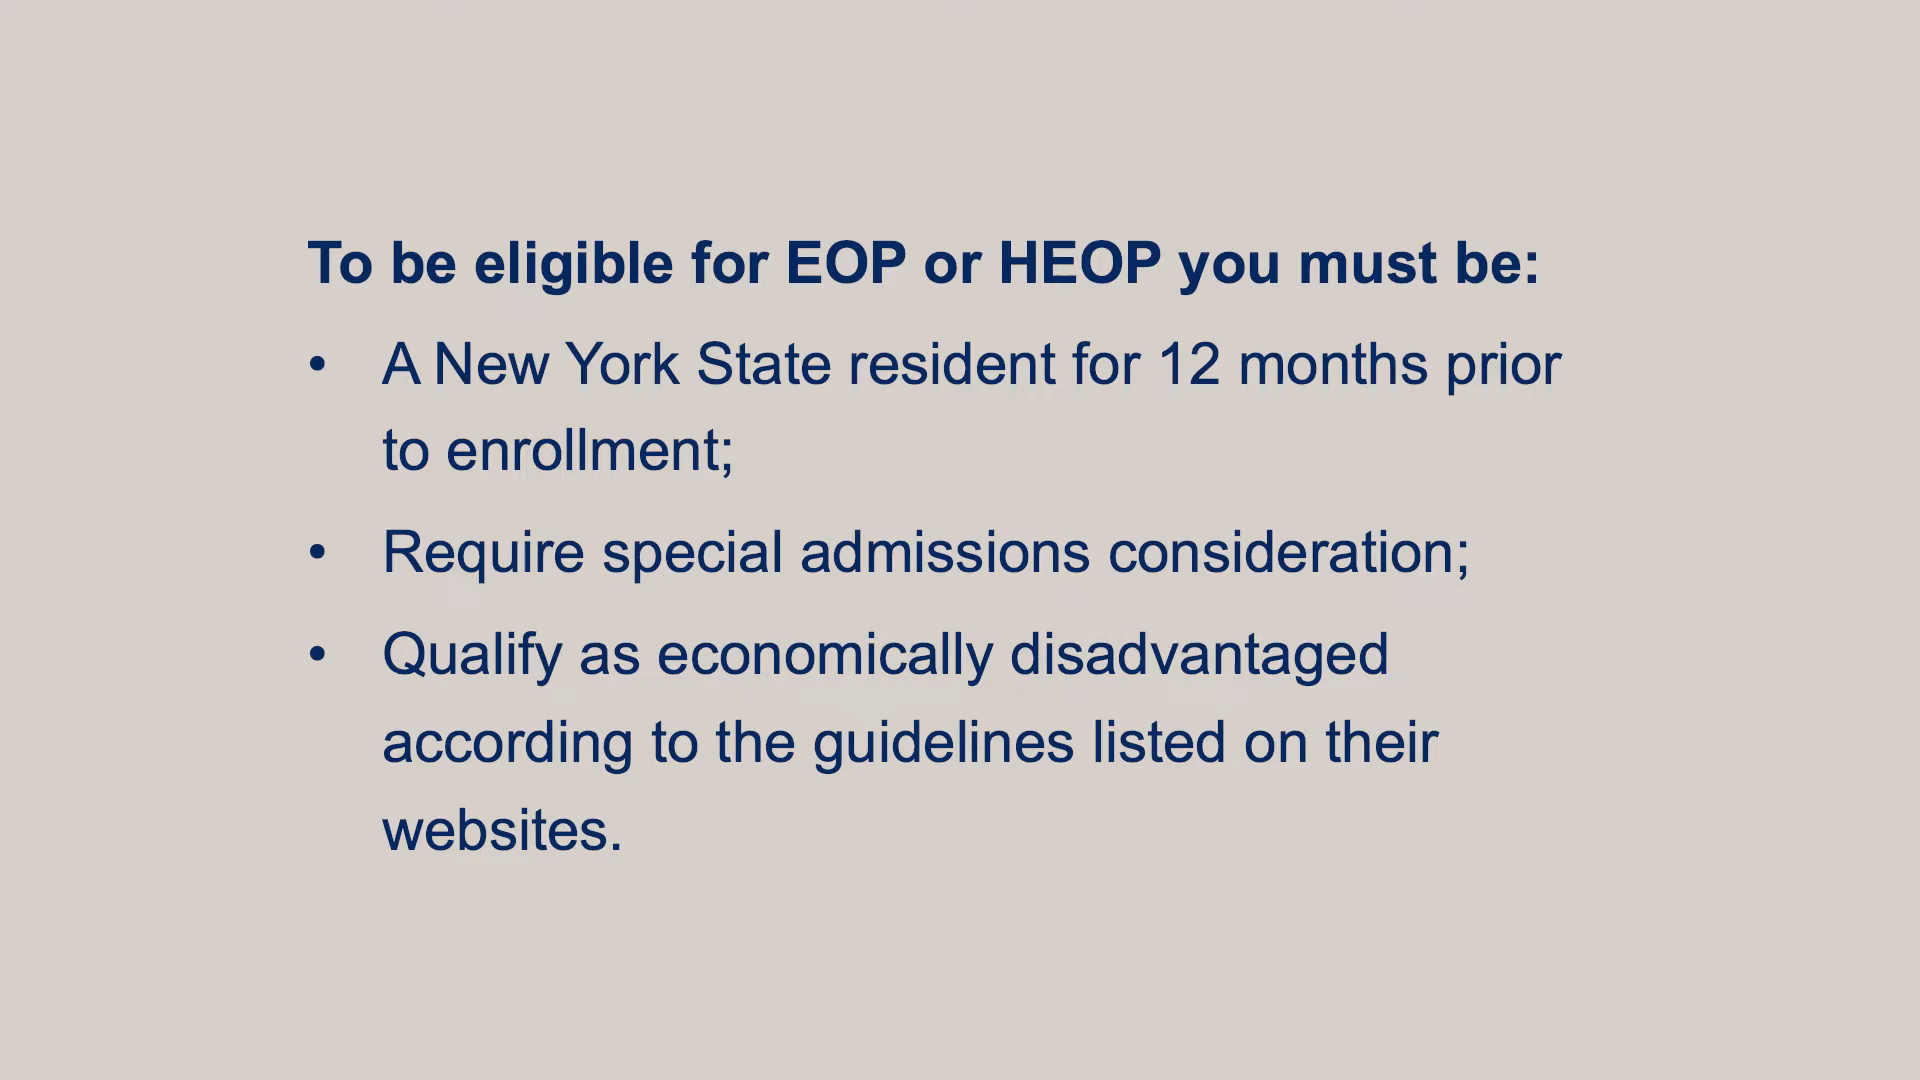 To be eligible for EOP or HEOP you must be:
• A New York State resident for 12 months prior
to enrollment;
• Require special admissions consideration;
• Qualify as economically disadvantaged
according to the guidelines listed on their
websites.